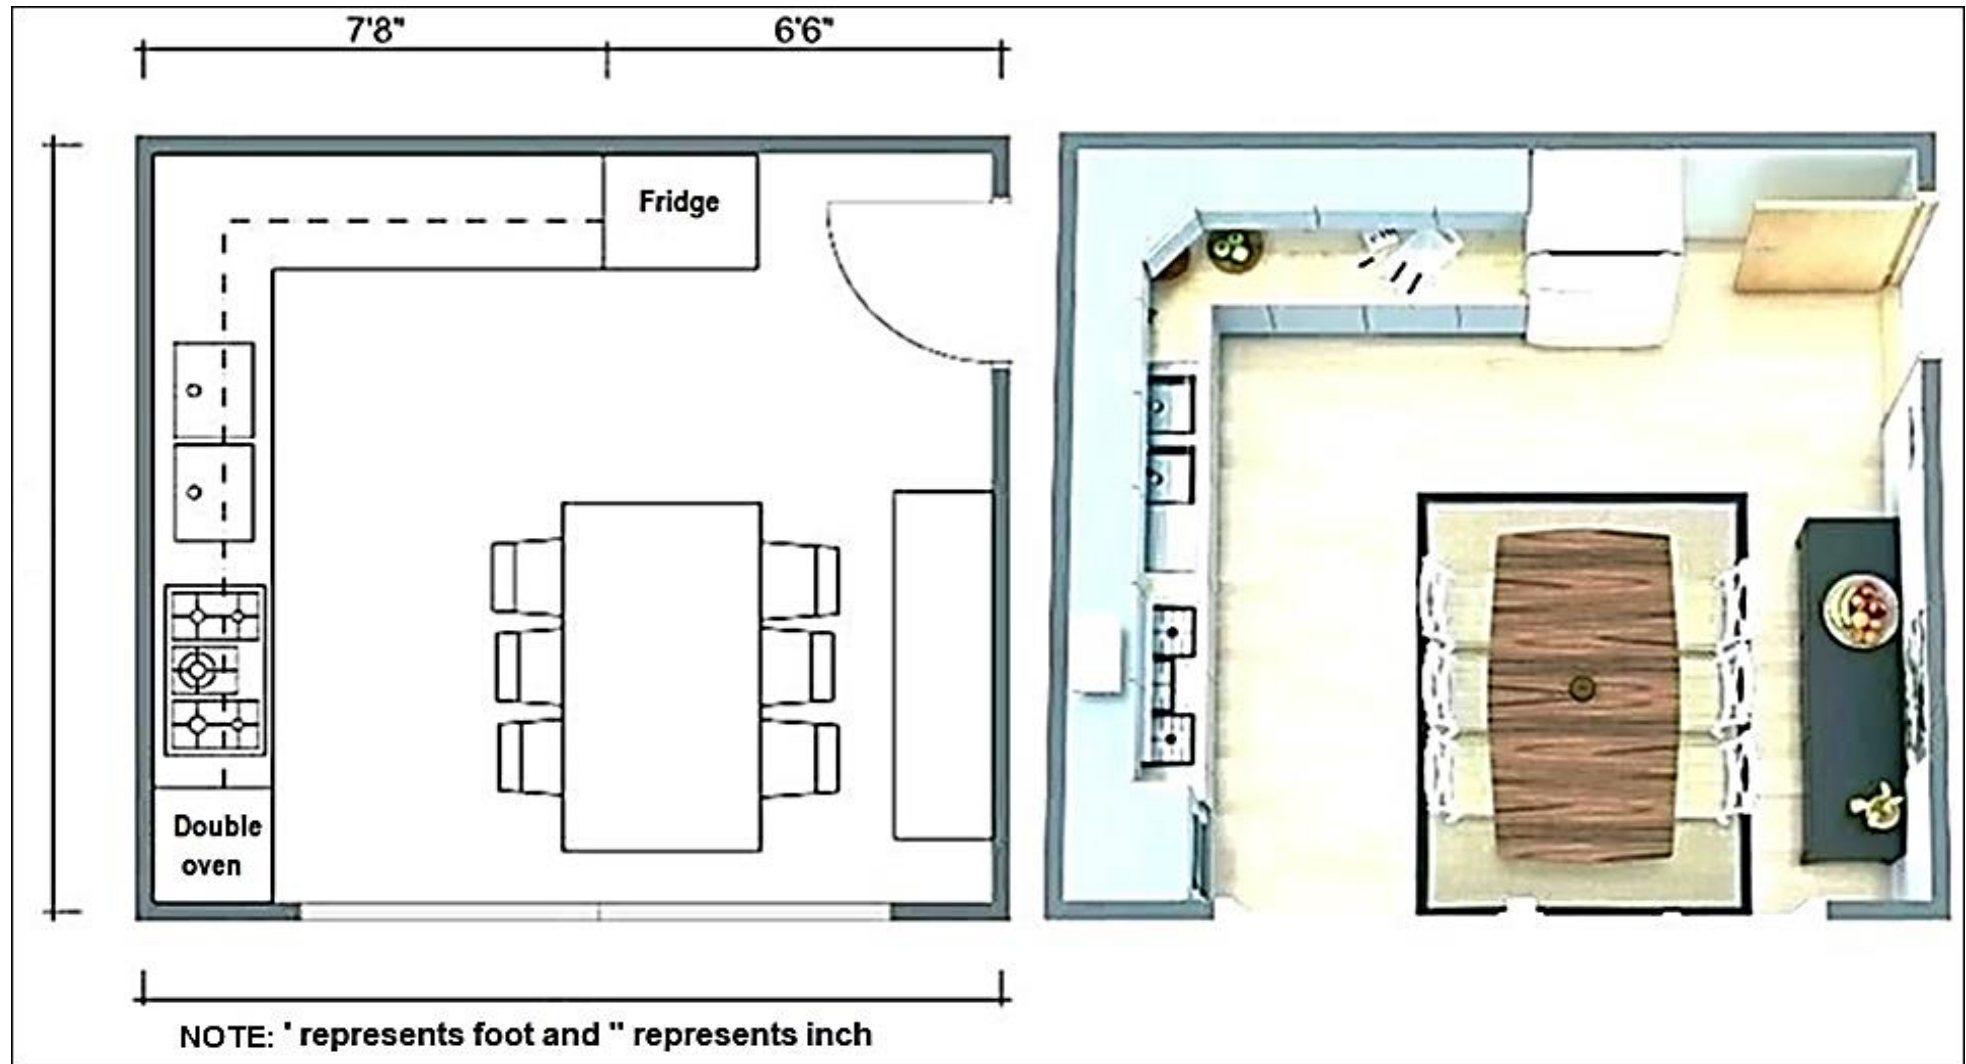 7'8"
6'6"
Fridge
Double
oven
NOTE: ' represents foot and " represents inch